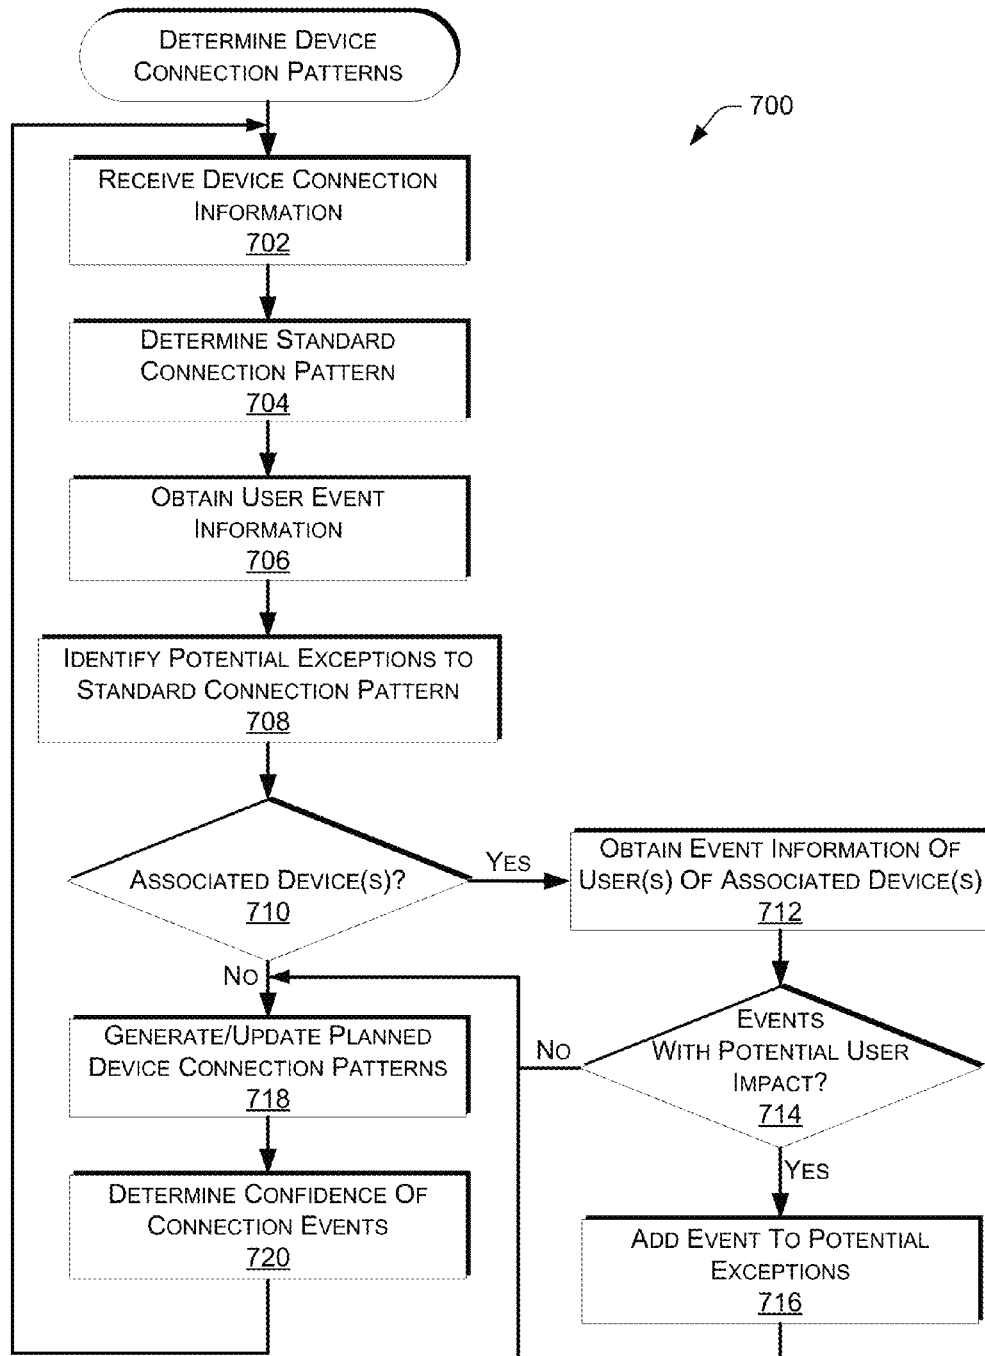 DETERMINE DEVICE
CONNECTION PATTERNS
700
RECEIVE DEVICE CONNECTION
INFORMATION
702
DETERMINE STANDARD
CONNECTION PATTERN
704
OBTAIN USER EVENT
INFORMATION
706
IDENTIFY POTENTIAL EXCEPTIONS TO
STANDARD CONNECTION PATTERN
708
ASSOCIATED DEVICE(S)?
710
YES
OBTAIN EVENT INFORMATION OF
USER(S) OF ASSOCIATED DEVICE(S)
712
NO
EVENTS
WITH POTENTIAL USER
IMPACT?
714
NO
YES
ADD EVENT TO POTENTIAL
EXCEPTIONS
716
GENERATE/UPDATE PLANNED
DEVICE CONNECTION PATTERNS
718
DETERMINE CONFIDENCE OF
CONNECTION EVENTS
720